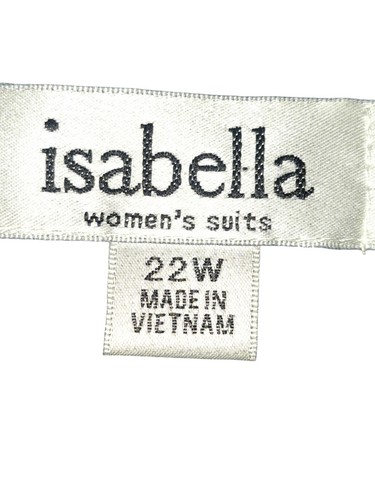 isabella
women's suits
22W
MADE IN
VIETNAM